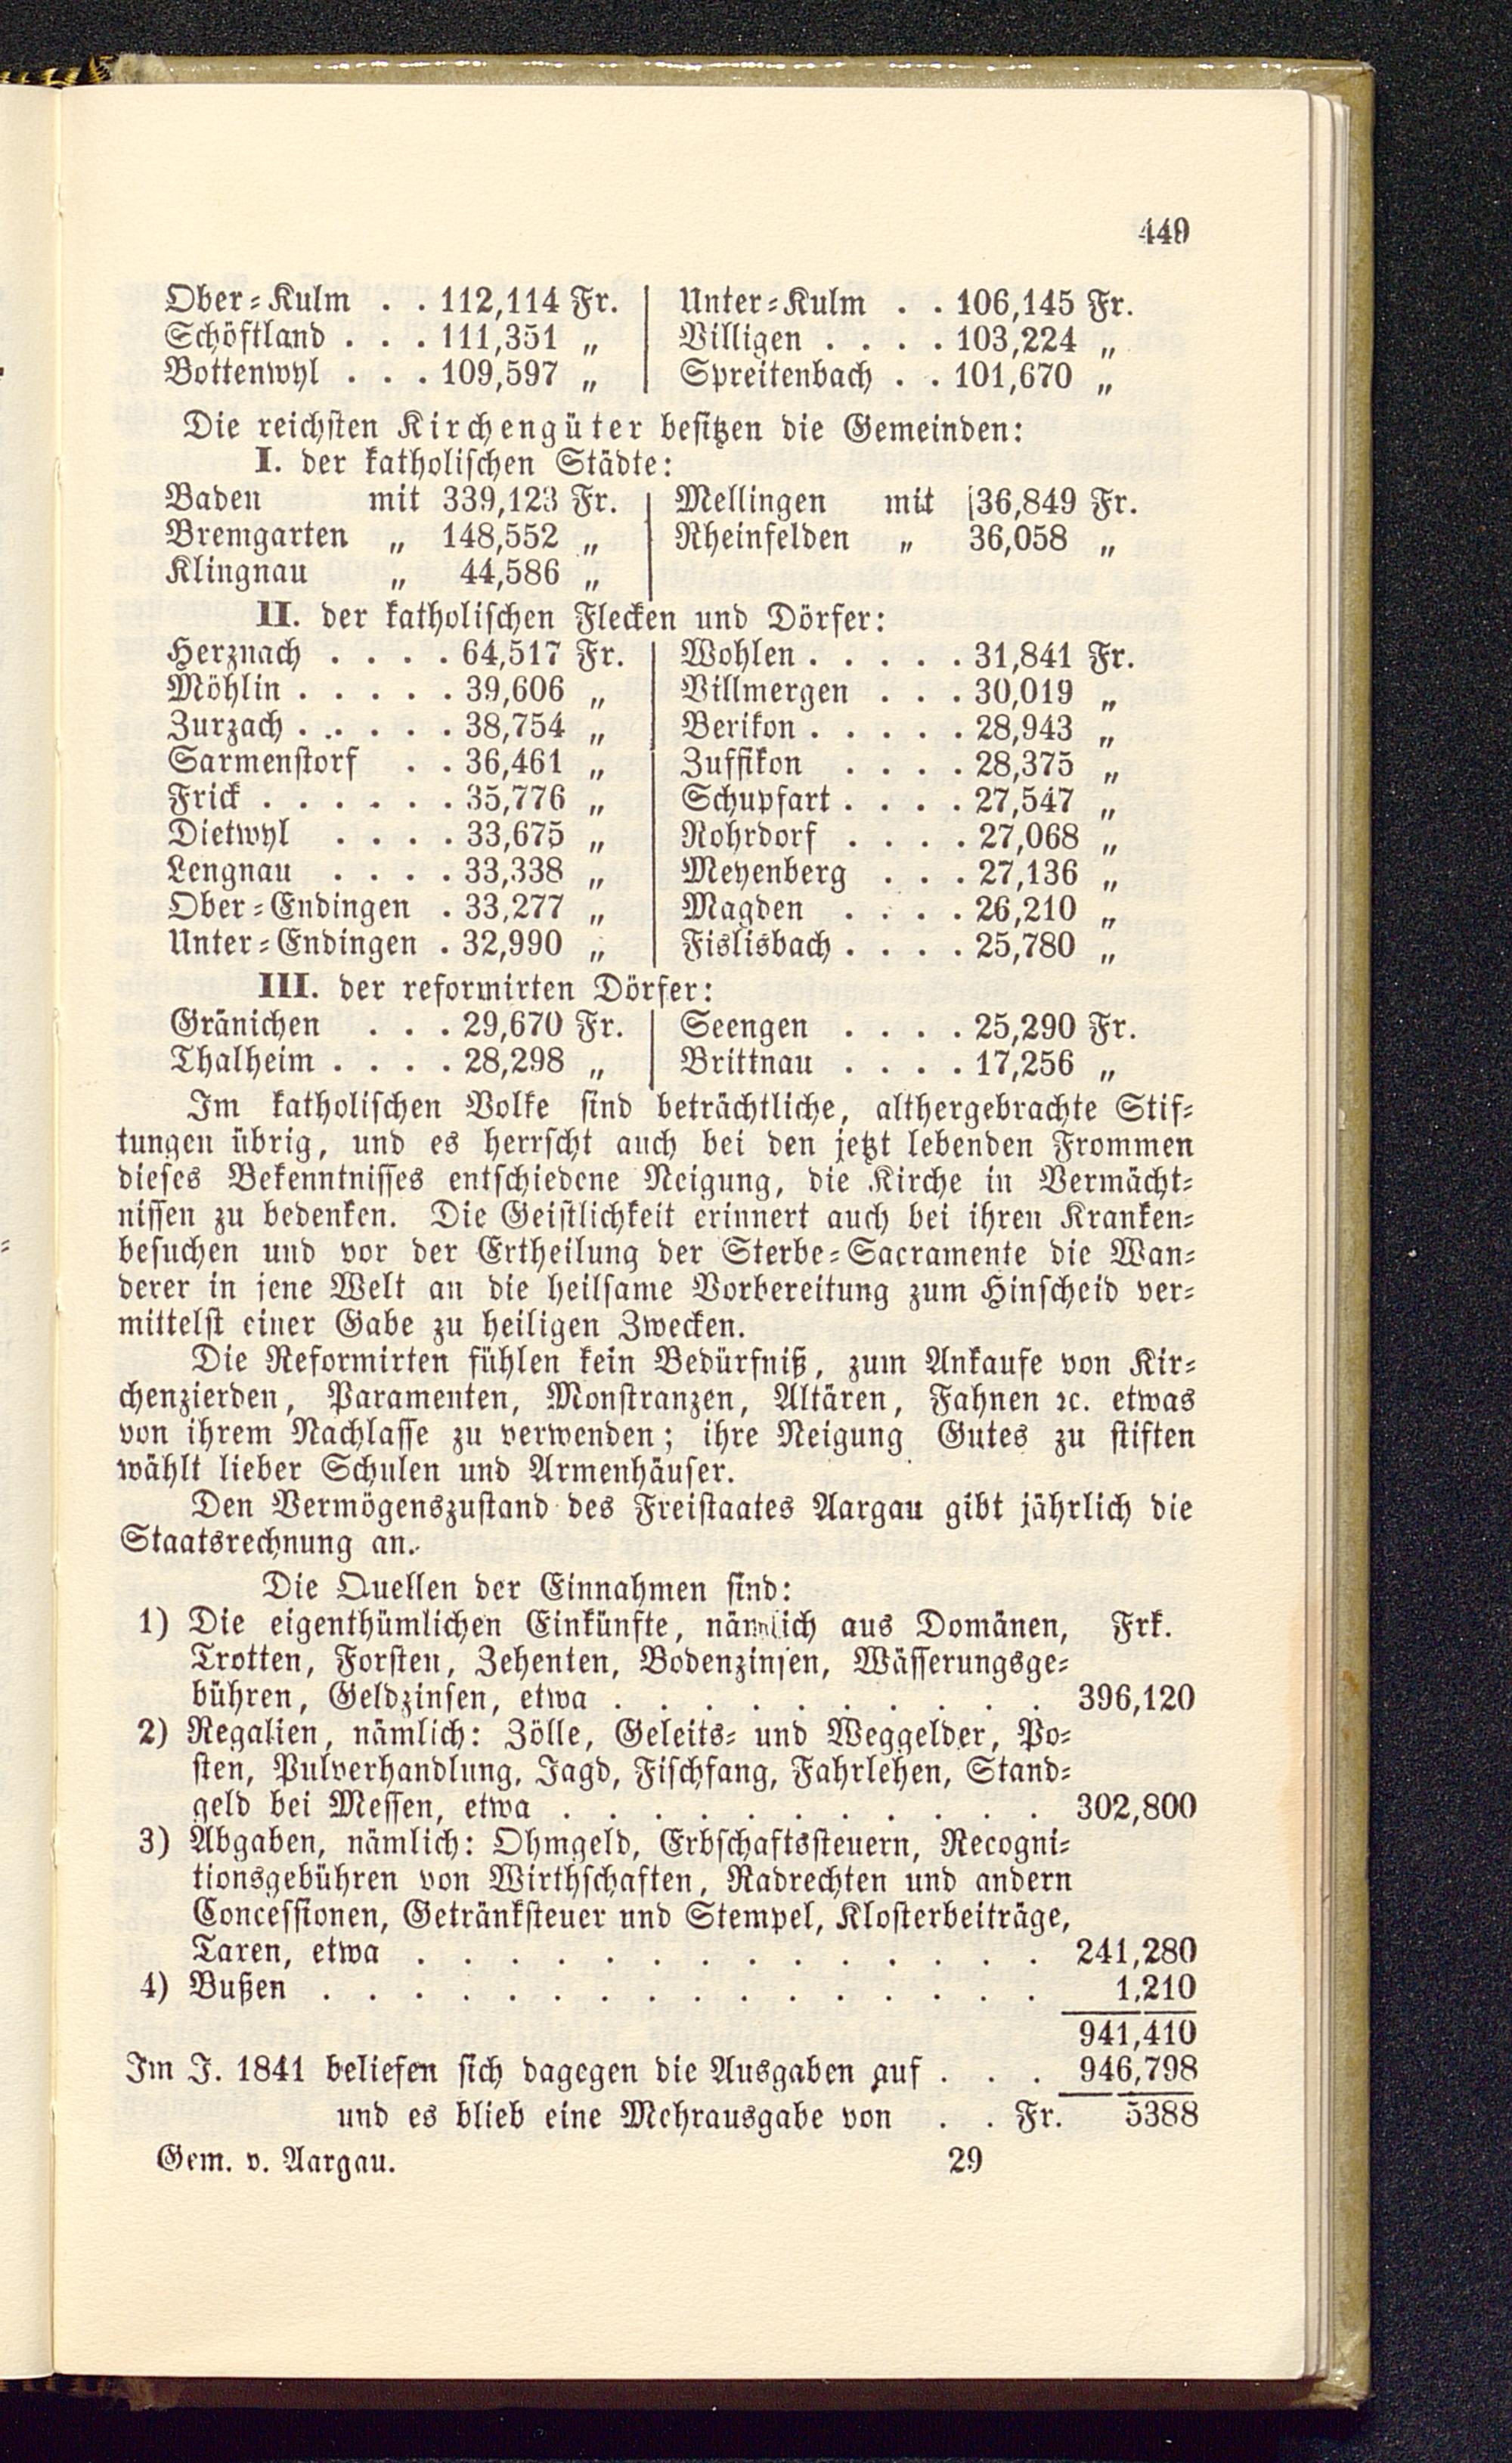 449
Ober-Kulm . . 112,114 Fr. | Unter-Kulm . . 106,145 Fr.
Schöftland . . . 111,351 „ | Villigen . . . . 103,224 „
Bottenwyl . . . 109,597 „ | Spreitenbach . . 101,670 „
Die reichsten Kirchengüter besitzen die Gemeinden:
I. der katholischen Städte:
Baden mit 339,123 Fr. | Mellingen mit 36,849 Fr.
Bremgarten „ 148,552 „ | Rheinfelden „ 36,058 „
Klingnau „ 44,586 „ |
II. der katholischen Flecken und Dörfer:
Herznach . . . . 64,517 Fr. | Wohlen . . . . . 31,841 Fr.
Möhlin . . . . . 39,606 „ | Villmergen . . . 30,019 „
Zurzach . . . . . 38,754 „ | Berikon . . . . . 28,943 „
Sarmenstorf . . 36,461 „ | Zuffikon . . . . 28,375 „
Frick . . . . . . 35,776 „ | Schupfart . . . . 27,547 „
Dietwyl . . . . 33,675 „ | Rohrdorf . . . . 27,068 „
Lengnau . . . . 33,338 „ | Meyenberg . . . 27,136 „
Ober-Endingen . 33,277 „ | Magden . . . . 26,210 „
Unter-Endingen . 32,990 „ | Fislisbach . . . . 25,780 „
III. der reformirten Dörfer:
Gränichen . . . 29,670 Fr. | Seengen . . . . 25,290 Fr.
Thalheim . . . . 28,298 „ | Brittnau . . . . 17,256 „
Im katholischen Volke sind beträchtliche, althergebrachte Stif-
tungen übrig, und es herrscht auch bei den jetzt lebenden Frommen
dieses Bekenntnisses entschiedene Neigung, die Kirche in Vermächt-
nissen zu bedenken. Die Geistlichkeit erinnert auch bei ihren Kranken-
besuchen und vor der Ertheilung der Sterbe-Sacramente die Wan-
derer in jene Welt an die heilsame Vorbereitung zum Hinscheid ver-
mittelst einer Gabe zu heiligen Zwecken.
Die Reformirten fühlen kein Bedürfniß, zum Ankaufe von Kir-
chenzierden, Paramenten, Monstranzen, Altären, Fahnen ꝛc. etwas
von ihrem Nachlasse zu verwenden; ihre Neigung Gutes zu stiften
wählt lieber Schulen und Armenhäuser.
Den Vermögenszustand des Freistaates Aargau gibt jährlich die
Staatsrechnung an.
Die Quellen der Einnahmen sind:
1) Die eigenthümlichen Einkünfte, nämlich aus Domänen, Frk.
Trotten, Forsten, Zehenten, Bodenzinsen, Wässerungsge-
bühren, Geldzinsen, etwa . . . . . . . . . . 396,120
2) Regalien, nämlich: Zölle, Geleits- und Weggelder, Po-
sten, Pulverhandlung, Jagd, Fischfang, Fahrlehen, Stand-
geld bei Messen, etwa . . . . . . . . . . . 302,800
3) Abgaben, nämlich: Ohmgeld, Erbschaftssteuern, Recogni-
tionsgebühren von Wirthschaften, Radrechten und andern
Concessionen, Getränksteuer und Stempel, Klosterbeiträge,
Taxen, etwa . . . . . . . . . . . . . . 241,280
4) Bußen . . . . . . . . . . . . . . . . 1,210
941,410
Im J. 1841 beliefen sich dagegen die Ausgaben auf . . . 946,798
und es blieb eine Mehrausgabe von . . Fr. 5388
Gem. v. Aargau. 29